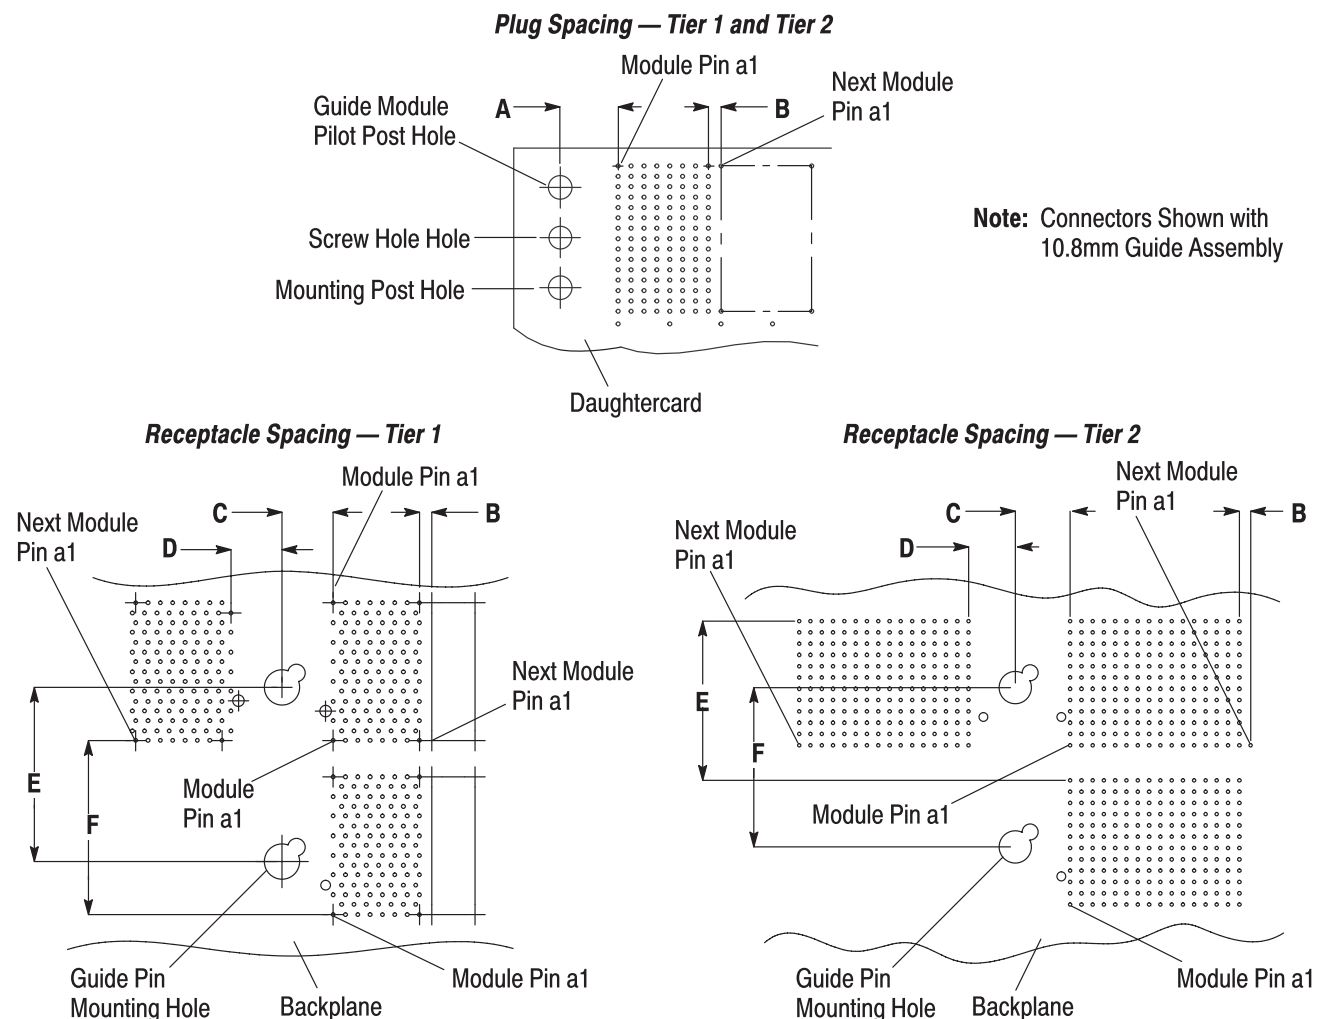 Plug Spacing — Tier 1 and Tier 2
Module Pin a1
Next Module
Pin a1
Guide Module
Pilot Post Hole
A
B
Screw Hole Hole
Mounting Post Hole
Note: Connectors Shown with
10.8mm Guide Assembly
Daughtercard
Receptacle Spacing — Tier 1
Module Pin a1
Next Module
Pin a1
C
B
D
Next Module
Pin a1
E
F
Module
Pin a1
Guide Pin
Mounting Hole
Backplane
Module Pin a1
Receptacle Spacing — Tier 2
Next Module
Pin a1
Next Module
Pin a1
C
B
D
E
F
Module Pin a1
Guide Pin
Mounting Hole
Backplane
Module Pin a1